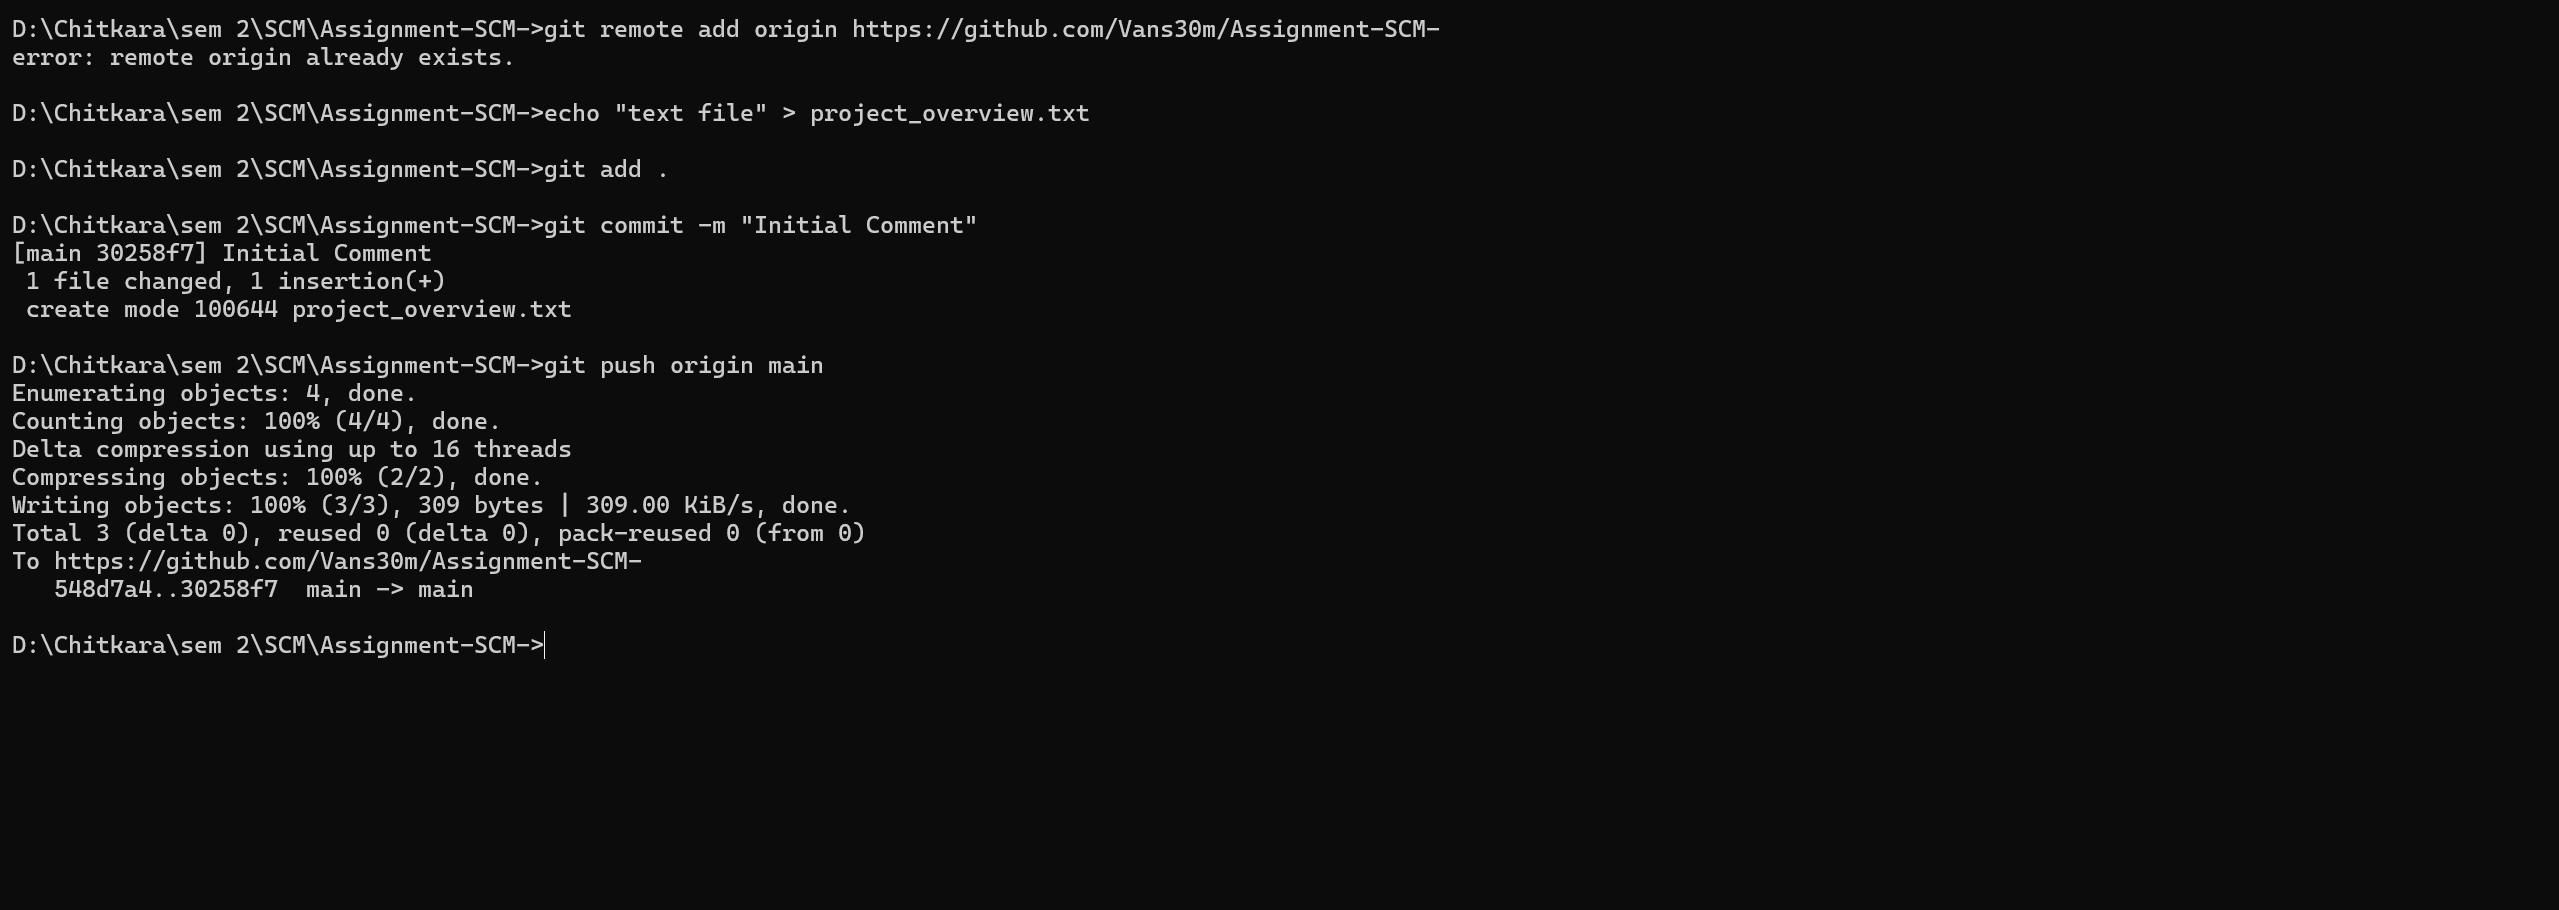 D:\Chitkara\sem 2\SCM\Assignment-SCM->git remote add origin https://github.com/Vans30m/Assignment-SCM-
error: remote origin already exists.
D:\Chitkara\sem 2\SCM\Assignment-SCM->echo "text file" > project_overview.txt
D:\Chitkara\sem 2\SCM\Assignment-SCM->git add .
D:\Chitkara\sem 2\SCM\Assignment-SCM->git commit -m "Initial Comment"
[main 30258f7] Initial Comment
 1 file changed, 1 insertion(+)
 create mode 100644 project_overview.txt
D:\Chitkara\sem 2\SCM\Assignment-SCM->git push origin main
Enumerating objects: 4, done.
Counting objects: 100% (4/4), done.
Delta compression using up to 16 threads
Compressing objects: 100% (2/2), done.
Writing objects: 100% (3/3), 309 bytes | 309.00 KiB/s, done.
Total 3 (delta 0), reused 0 (delta 0), pack-reused 0 (from 0)
To https://github.com/Vans30m/Assignment-SCM-
   548d7a4..30258f7  main -> main
D:\Chitkara\sem 2\SCM\Assignment-SCM->